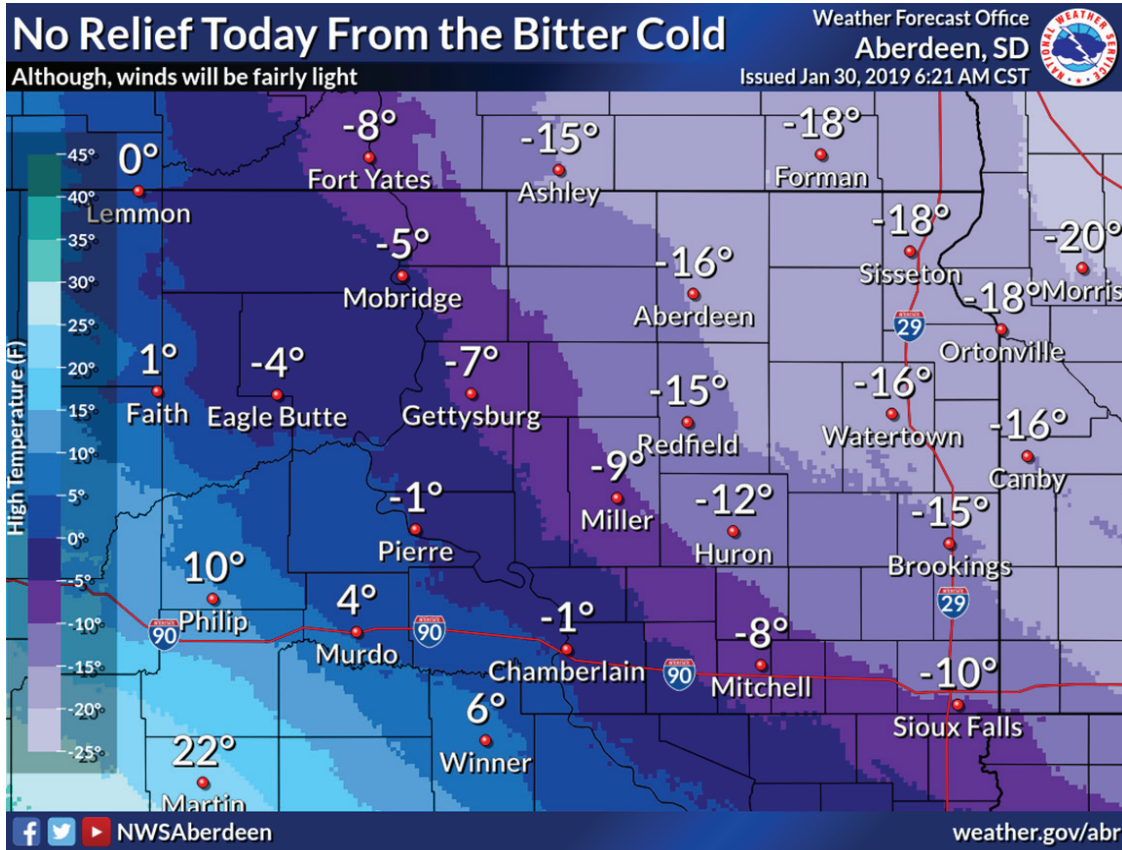 No Relief Today From the Bitter Cold
Although, winds will be fairly light
Weather Forecast Office
Aberdeen, SD
Issued Jan 30, 2019 6:21 AM CST
NATIONAL WEATHER SERVICE
High Temperature (F)
45°
40°
35°
30°
25°
20°
15°
10°
5°
0°
-5°
-10°
-15°
-20°
-25°
0°
Lemmon
-8°
Fort Yates
-15°
Ashley
-18°
Forman
-5°
Mobridge
-16°
Aberdeen
-18°
Sisseton
-20°
Morris
-18°
Ortonville
29
1°
Faith
-4°
Eagle Butte
-7°
Gettysburg
-15°
Redfield
-16°
Watertown
-16°
Canby
-1°
Pierre
-9°
Miller
-12°
Huron
-15°
Brookings
10°
Philip
4°
Murdo
-1°
Chamberlain
-8°
Mitchell
29
90
90
90
-10°
Sioux Falls
6°
Winner
22°
Martin
NWSAberdeen
weather.gov/abr